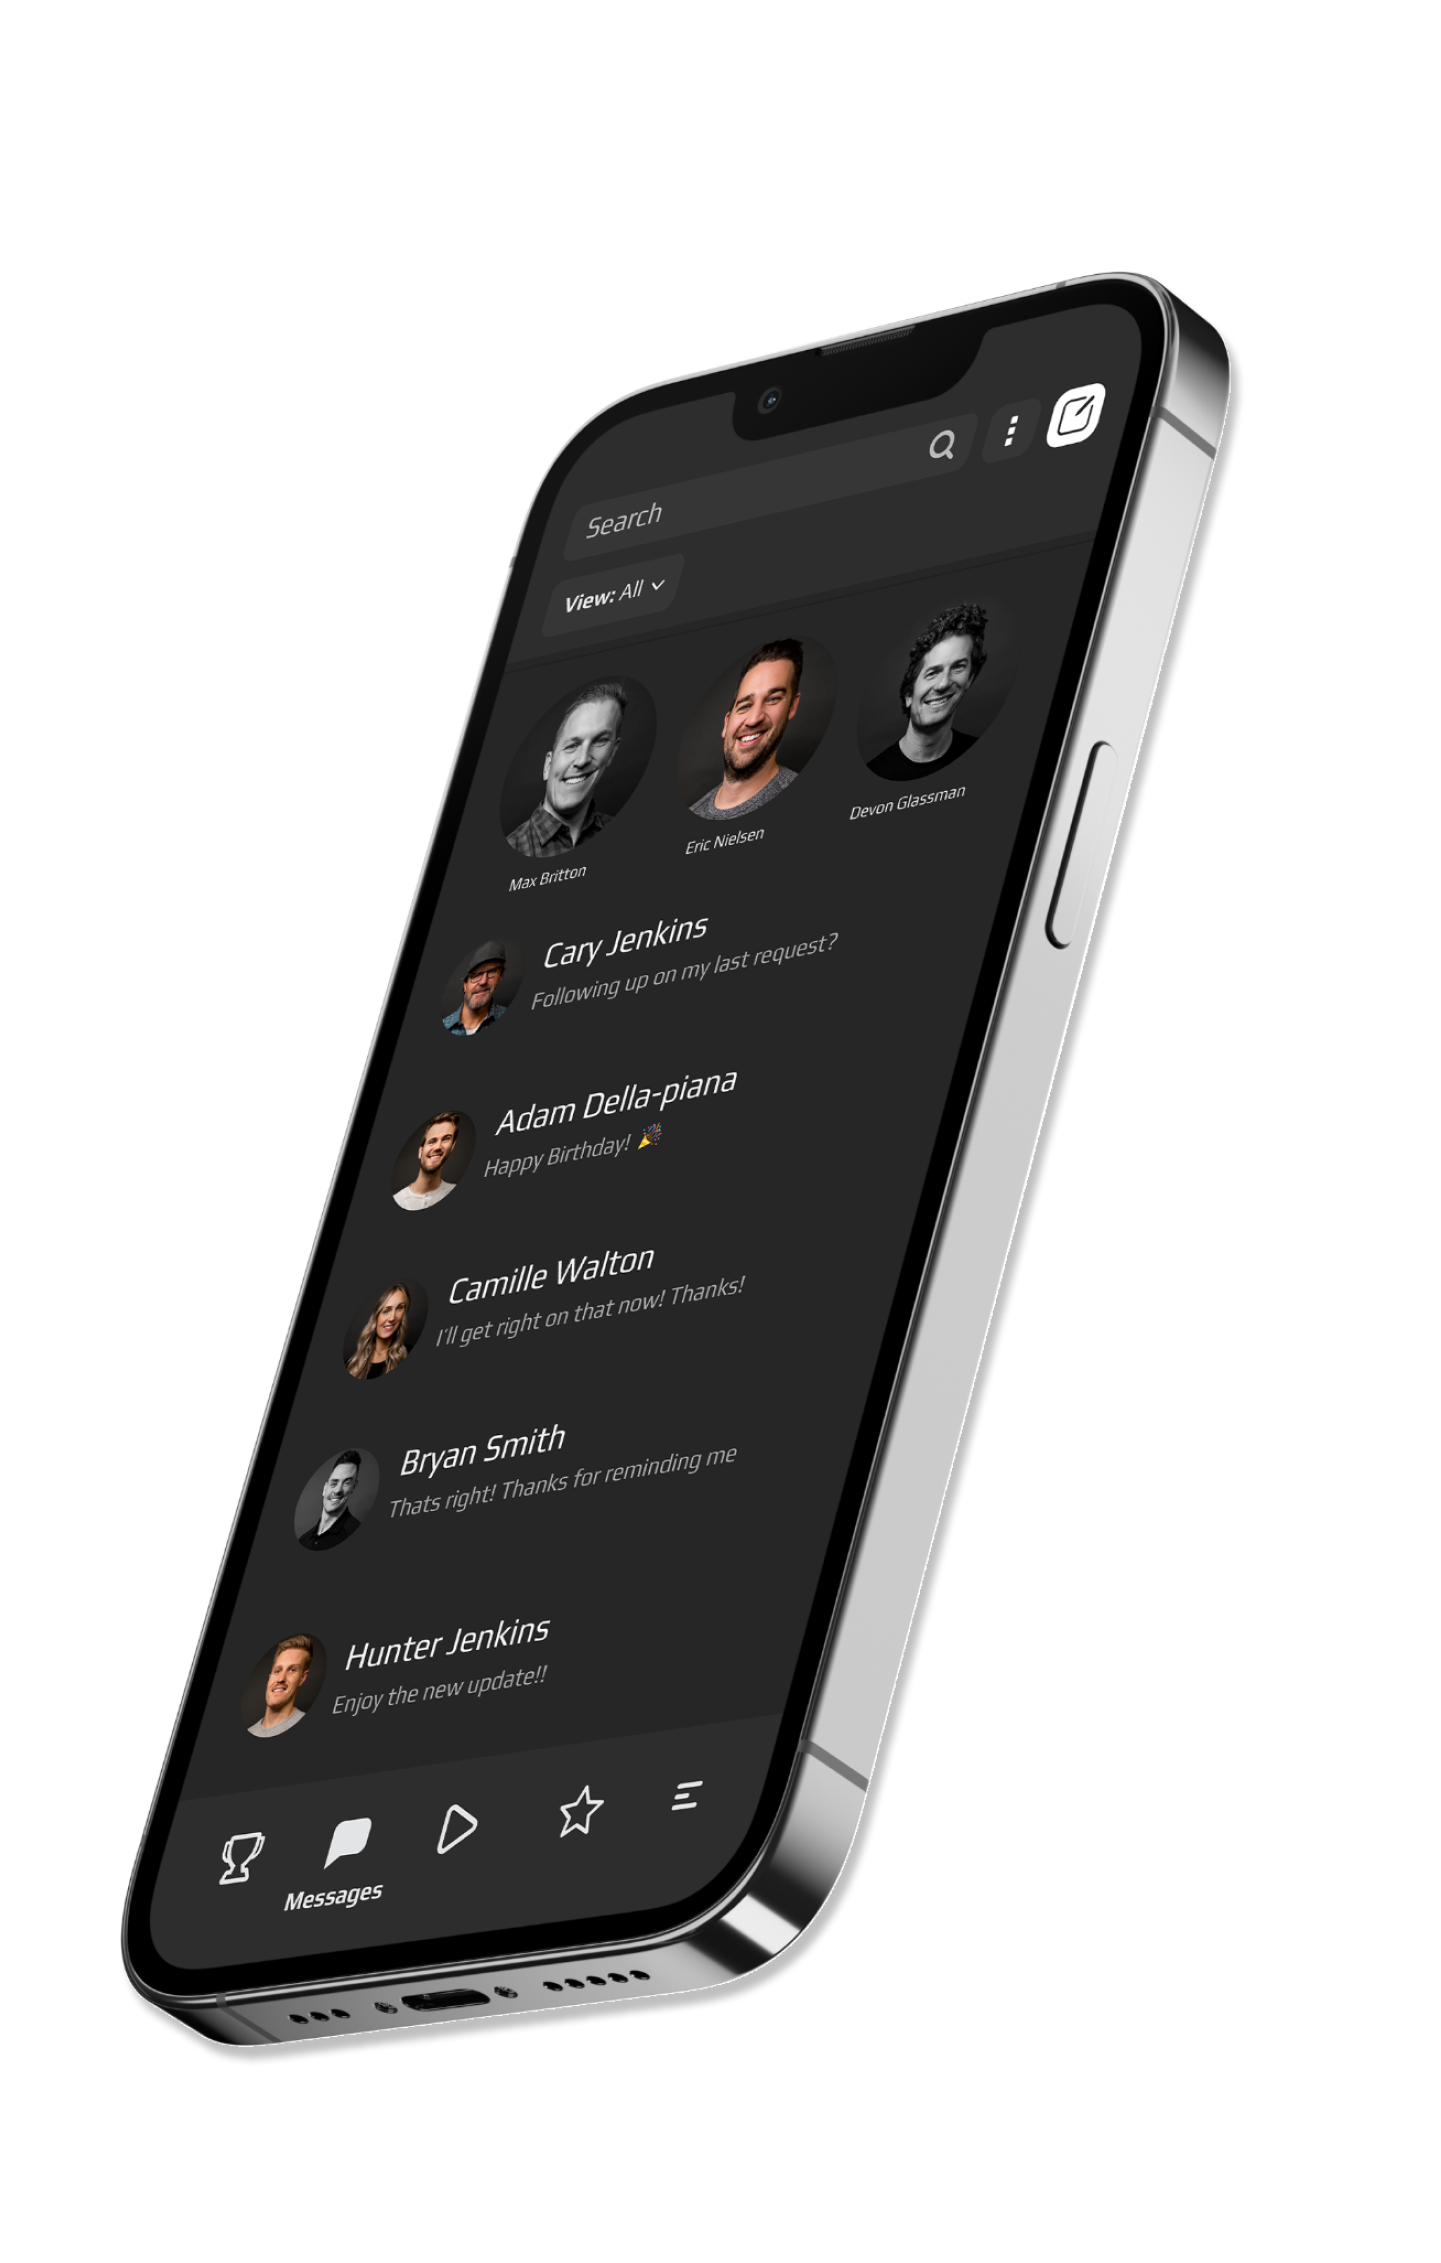 Search
View: All
Max Britton
Eric Nielsen
Devon Glassman
Cary Jenkins
Following up on my last request?
Adam Della-piana
Happy Birthday! 🎉
Camille Walton
I'll get right on that now! Thanks!
Bryan Smith
Thats right! Thanks for reminding me
Hunter Jenkins
Enjoy the new update!!
Messages